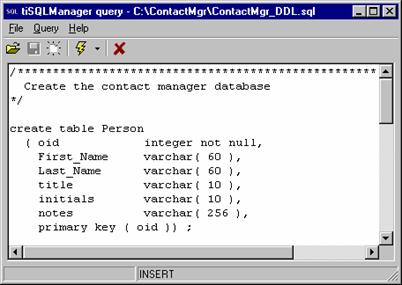 tiSQLManager query - C:\ContactMgr\ContactMgr_DDL.sql
File Query Help
/****************************************************
Create the contact manager database
*/
create table Person
( oid integer not null,
First_Name varchar( 60 ),
Last_Name varchar( 60 ),
title varchar( 10 ),
initials varchar( 10 ),
notes varchar( 256 ),
primary key ( oid )) ;
INSERT